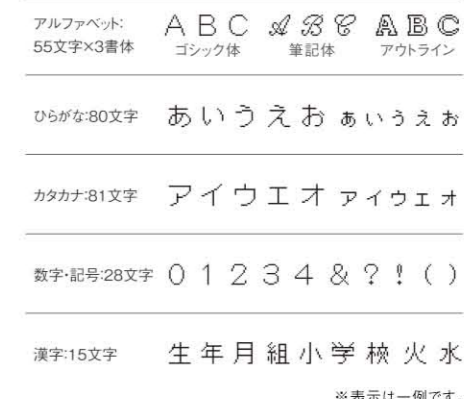 アルファベット:
55文字×3書体
A B C 𝒜 ℬ 𝒞 𝔸 𝔹 ℂ
ゴシック体 筆記体 アウトライン
ひらがな:80文字 あ い う え お ぁ ぃ ぅ ぇ ぉ
カタカナ:81文字 ア イ ウ エ オ ァ ィ ゥ ェ ォ
数字・記号:28文字 0 1 2 3 4 & ? ! ( )
漢字:15文字 生 年 月 組 小 学 校 火 水
※表示は一例です。